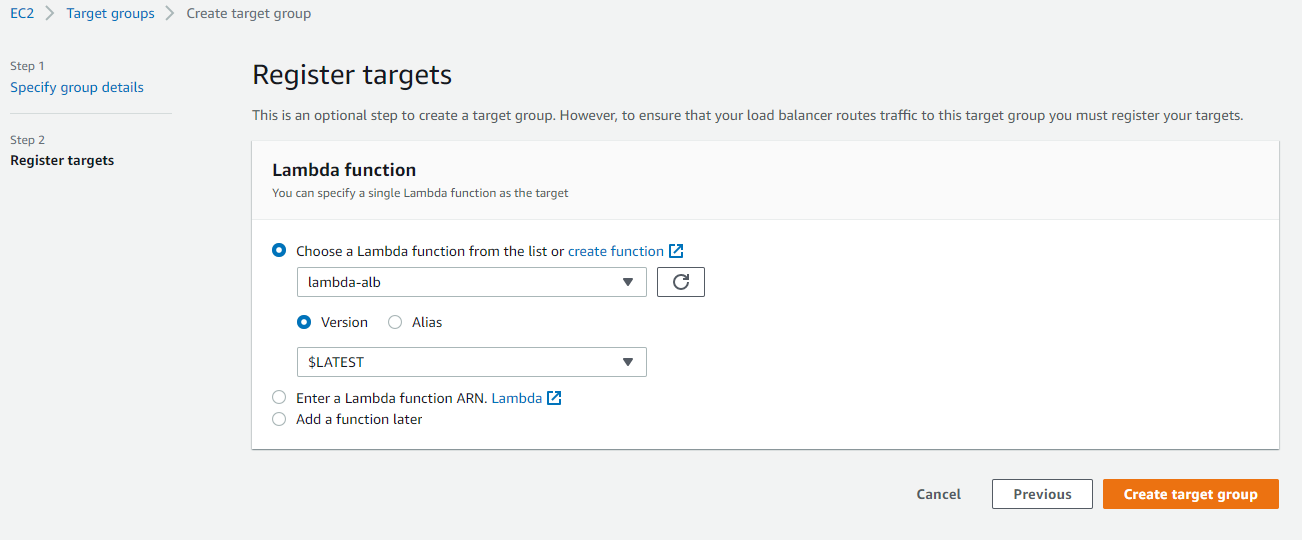 EC2 > Target groups > Create target group
Step 1
Specify group details
Step 2
Register targets
Register targets
This is an optional step to create a target group. However, to ensure that your load balancer routes traffic to this target group you must register your targets.
Lambda function
You can specify a single Lambda function as the target
Choose a Lambda function from the list or create function
lambda-alb
Version Alias
$LATEST
Enter a Lambda function ARN. Lambda
Add a function later
Cancel Previous Create target group